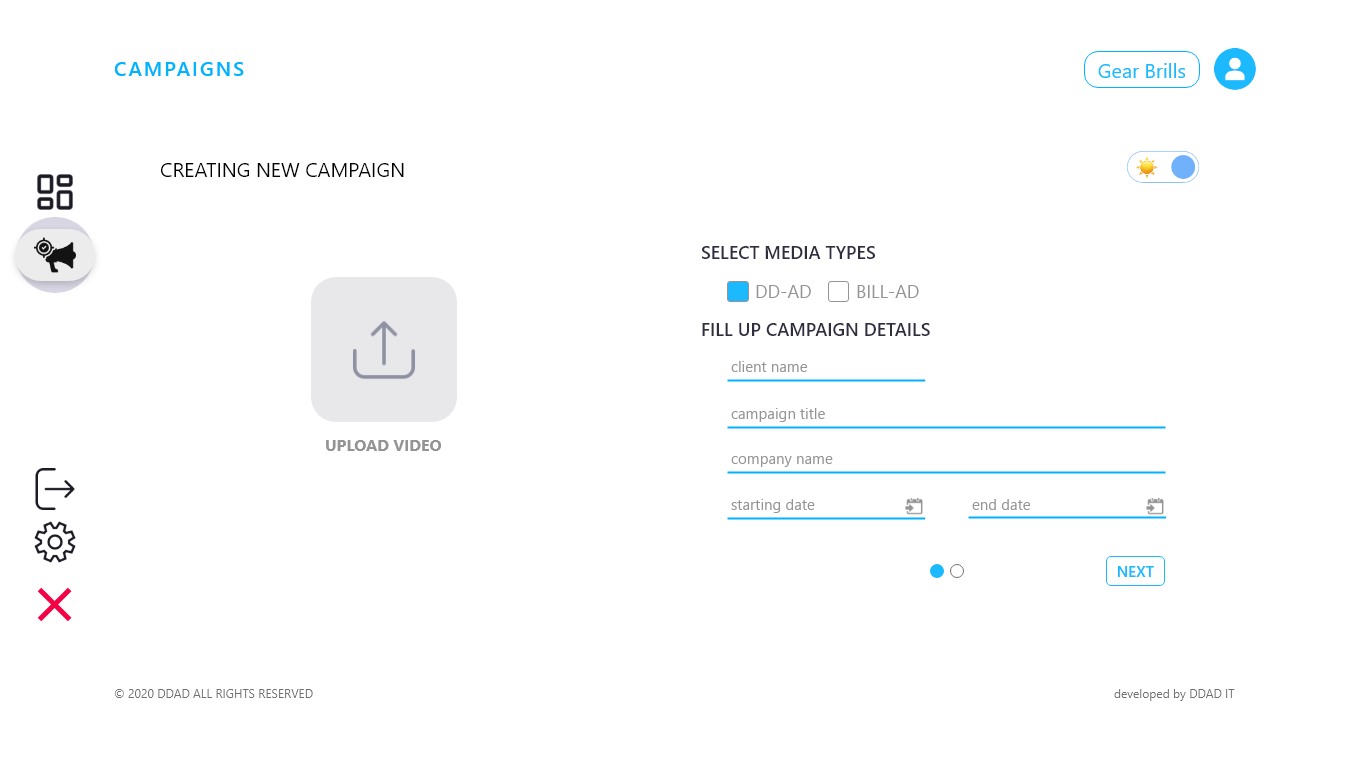 CAMPAIGNS
Gear Brills
CREATING NEW CAMPAIGN
SELECT MEDIA TYPES
DD-AD BILL-AD
FILL UP CAMPAIGN DETAILS
client name
campaign title
UPLOAD VIDEO
company name
starting date end date
NEXT
© 2020 DDAD ALL RIGHTS RESERVED
developed by DDAD IT